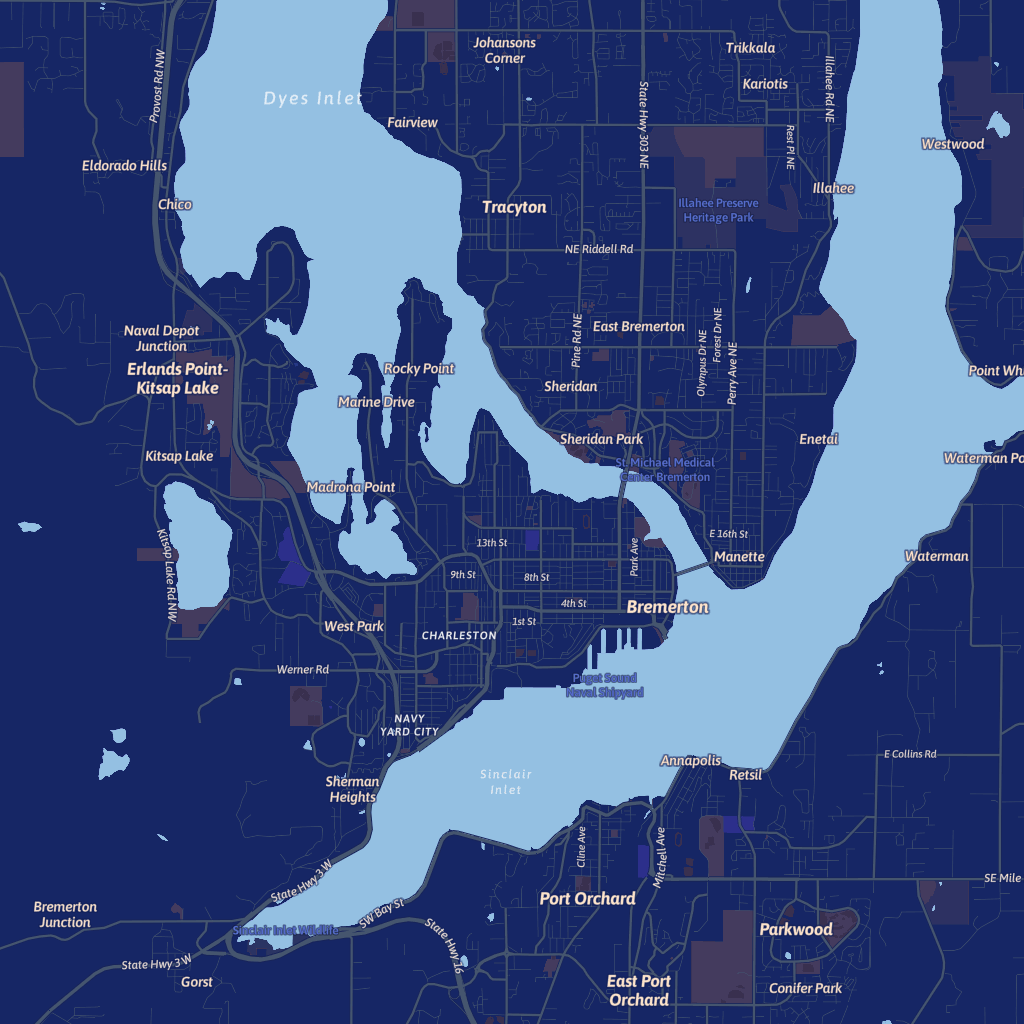 Johansons
Corner
Trikkala
Kariotis
Provost Rd NW
State Hwy 303 NE
Illahee Rd NE
Dyes Inlet
Fairview
Rest Pl NE
Westwood
Eldorado Hills
Chico
Illahee
Tracyton
Illahee Preserve
Heritage Park
NE Riddell Rd
Naval Depot
Junction
East Bremerton
Pine Rd NE
Olympus Dr NE
Forest Dr NE
Perry Ave NE
Erlands Point-
Kitsap Lake
Rocky Point
Point Wh
Sheridan
Marine Drive
Sheridan Park
Enetai
Kitsap Lake
St. Michael Medical
Center Bremerton
Waterman Po
Madrona Point
Kitsap Lake Rd NW
13th St
Park Ave
E 16th St
Manette
Waterman
9th St
8th St
4th St
Bremerton
1st St
West Park
CHARLESTON
Werner Rd
Puget Sound
Naval Shipyard
NAVY
YARD CITY
Annapolis
Retsil
E Collins Rd
Sherman
Heights
Sinclair
Inlet
Cline Ave
Mitchell Ave
State Hwy 3 W
SE Mile
Port Orchard
Bremerton
Junction
SW Bay St
Sinclair Inlet Wildlife
State Hwy 16
Parkwood
State Hwy 3 W
Gorst
East Port
Orchard
Conifer Park